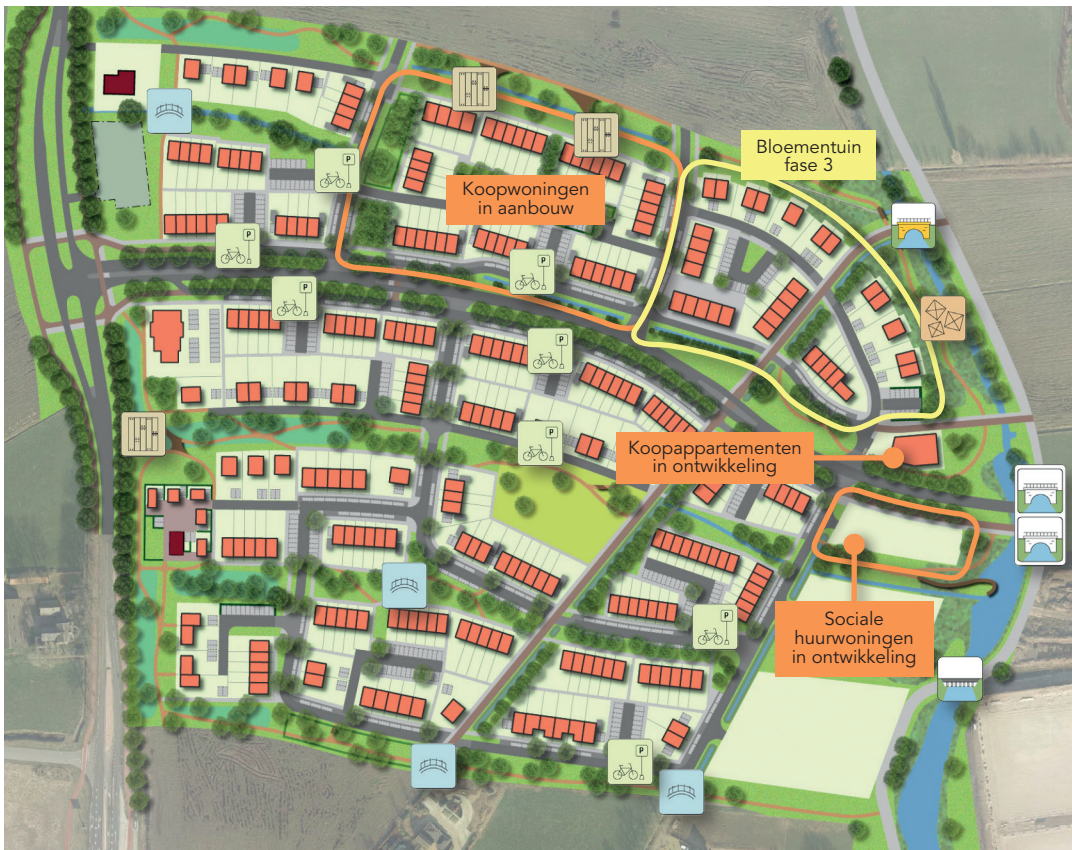 Bloementuin
fase 3
P
Koopwoningen
in aanbouw
P
P
P
P
P
Koopappartementen
in ontwikkeling
Sociale
huurwoningen
in ontwikkeling
P
P